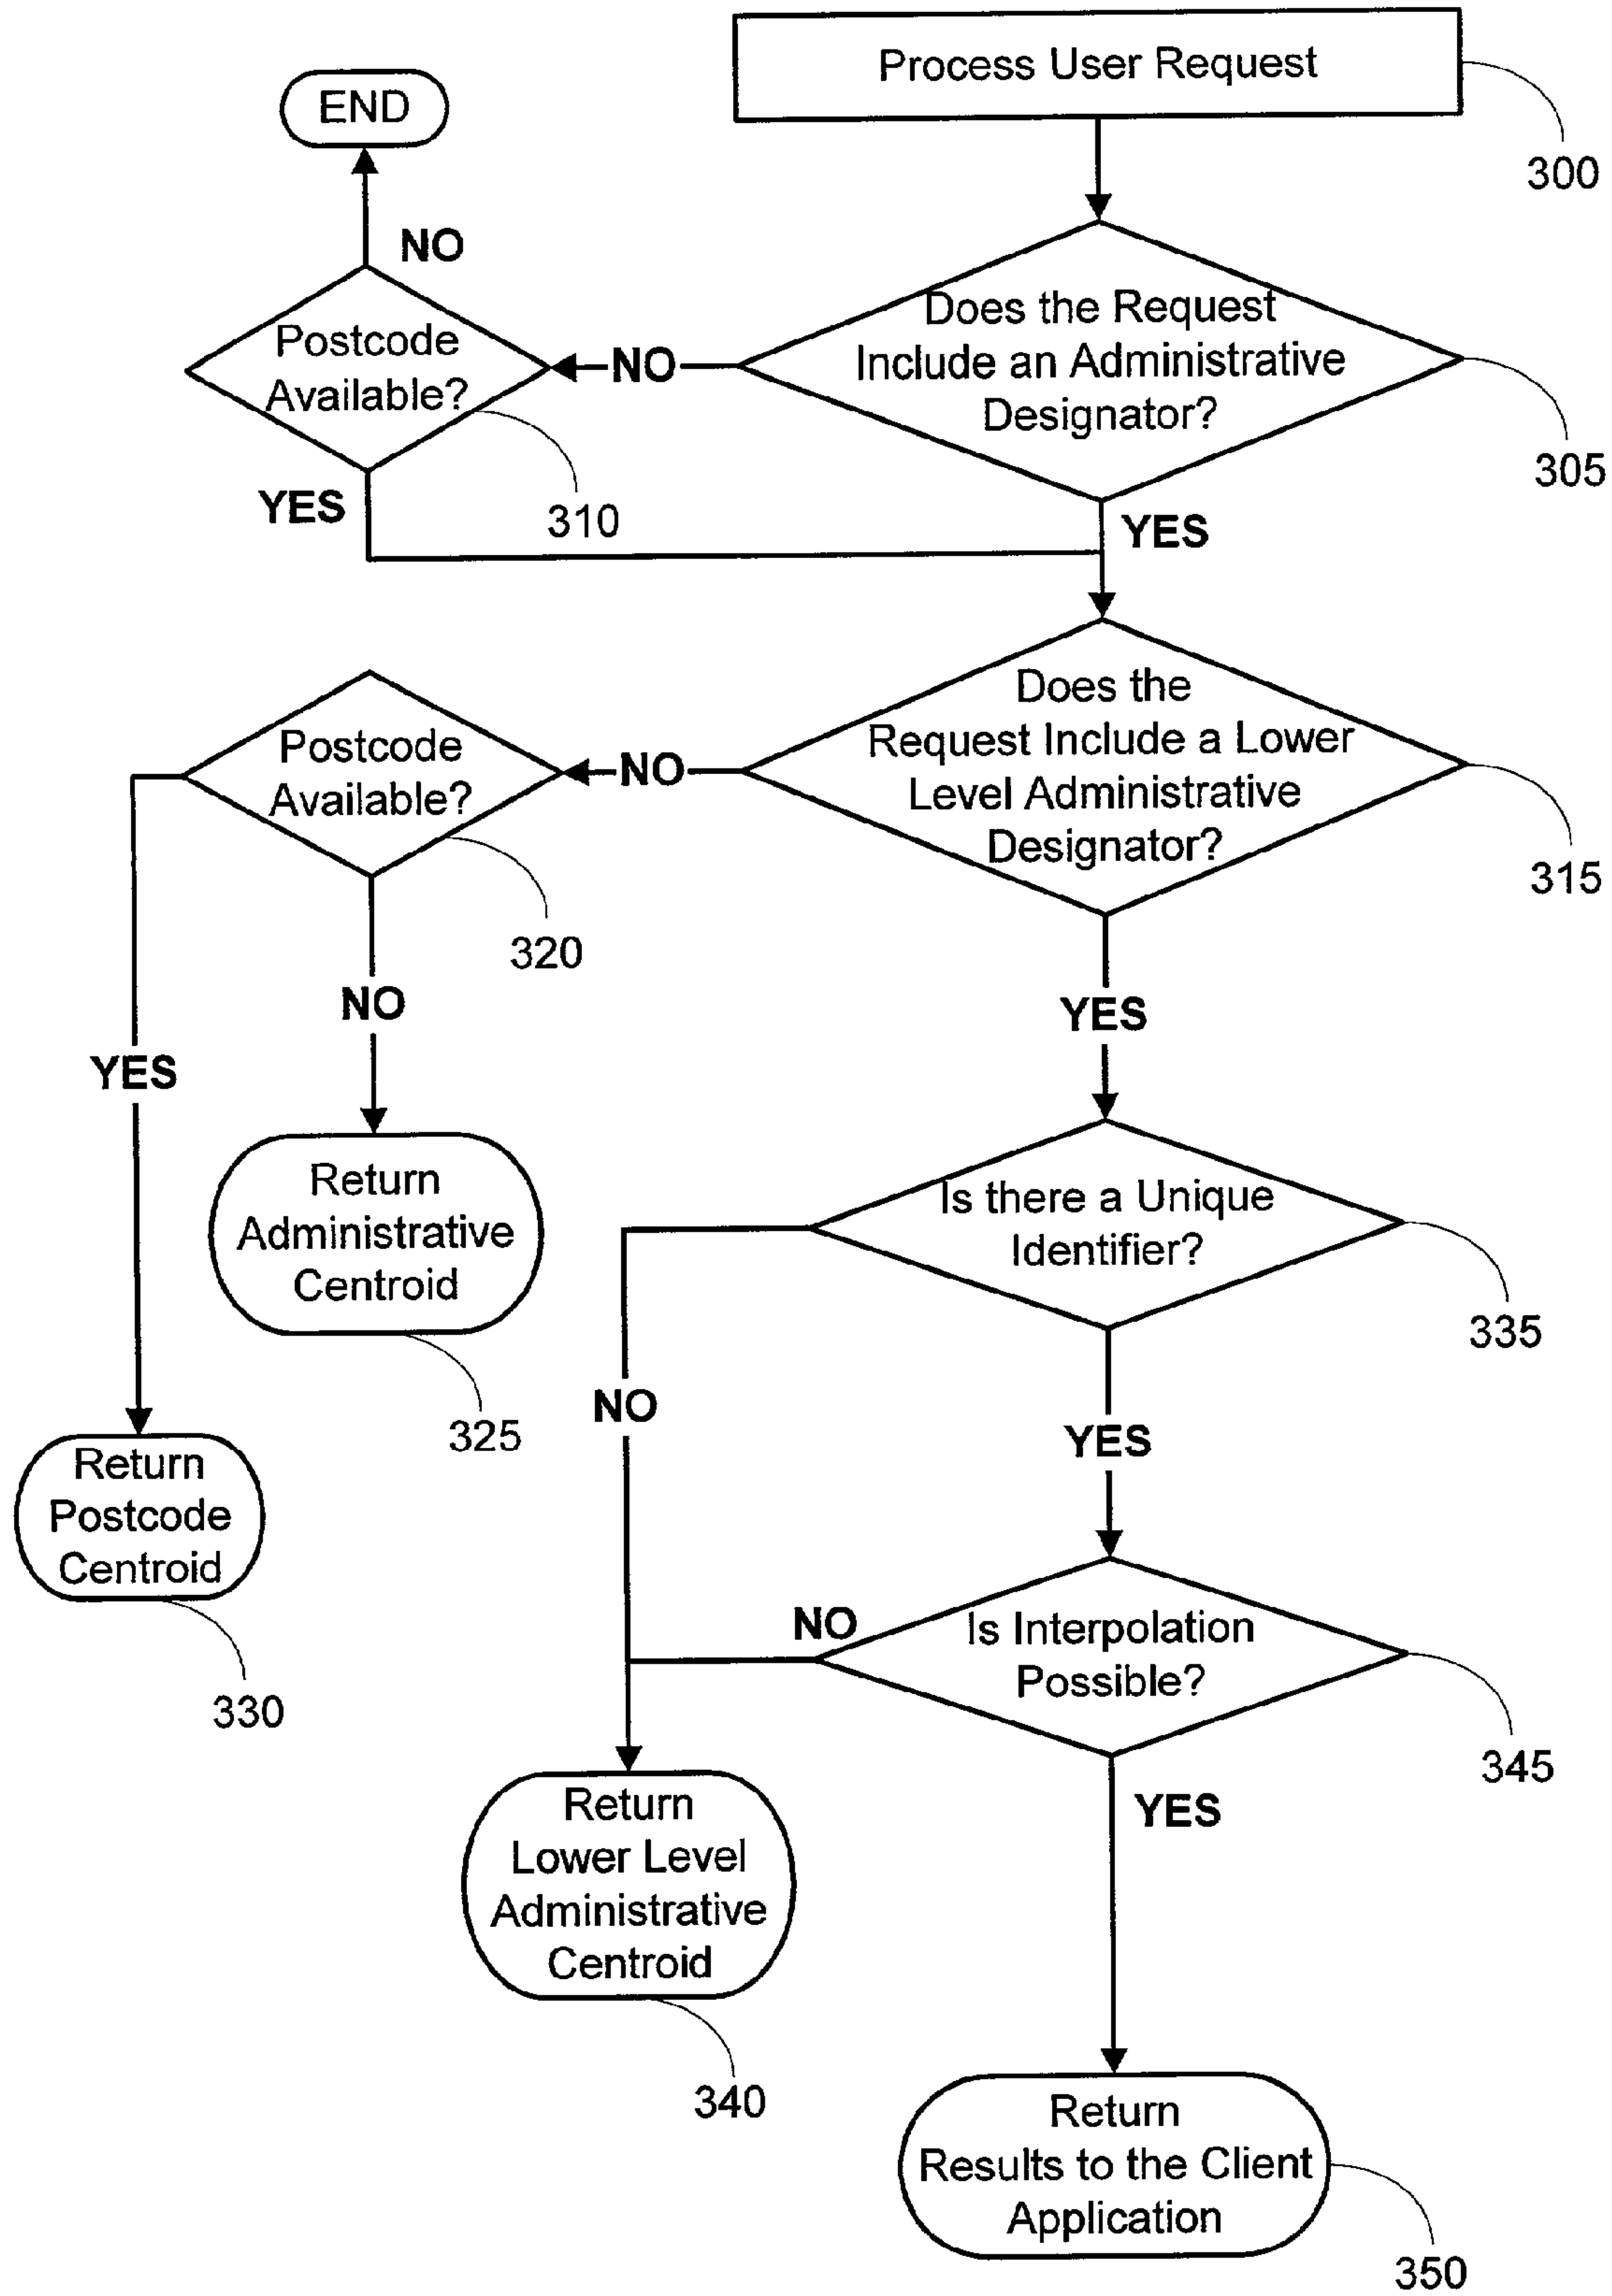 Process User Request
300
END
NO
Does the Request
Include an Administrative
Designator?
305
NO
Postcode
Available?
310
YES
YES
Does the
Request Include a Lower
Level Administrative
Designator?
315
NO
Postcode
Available?
320
NO
YES
YES
Return
Administrative
Centroid
325
Return
Postcode
Centroid
330
Is there a Unique
Identifier?
335
NO
YES
Is Interpolation
Possible?
345
NO
YES
Return
Lower Level
Administrative
Centroid
340
Return
Results to the Client
Application
350